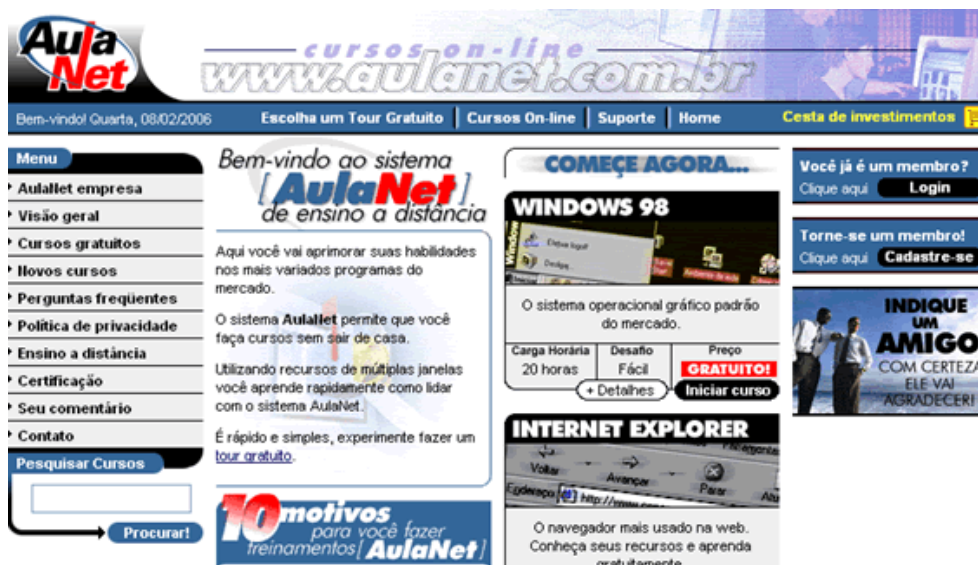 Aula
Net
cursos on-line
www.aulanet.com.br
Bem-vindo! Quarta, 08/02/2006
Escolha um Tour Gratuito
Cursos On-line
Suporte
Home
Cesta de investimentos
Menu
AulaNet empresa
Visão geral
Cursos gratuitos
Novos cursos
Perguntas freqüentes
Política de privacidade
Ensino a distância
Certificação
Seu comentário
Contato
Pesquisar Cursos
Procurar!
Bem-vindo ao sistema
[AulaNet]
de ensino a distância
Aqui você vai aprimorar suas habilidades
nos mais variados programas do
mercado.
O sistema AulaNet permite que você
faça cursos sem sair de casa.
Utilizando recursos de múltiplas janelas
você aprende rapidamente como lidar
com o sistema AulaNet.
É rápido e simples, experimente fazer um
tour gratuito.
10 motivos
para você fazer
treinamentos [AulaNet]
COMEÇE AGORA...
WINDOWS 98
O sistema operacional gráfico padrão
do mercado.
Carga Horária Desafio Preço
20 horas Fácil GRATUITO!
+ Detalhes Iniciar curso
INTERNET EXPLORER
Voltar
Avançar
Parar
Endereço http://www
O navegador mais usado na web.
Conheça seus recursos e aprenda
gratuitamente
Você já é um membro?
Clique aqui Login
Torne-se um membro!
Clique aqui Cadastre-se
INDIQUE
UM
AMIGO
COM CERTEZA
ELE VAI
AGRADECER!